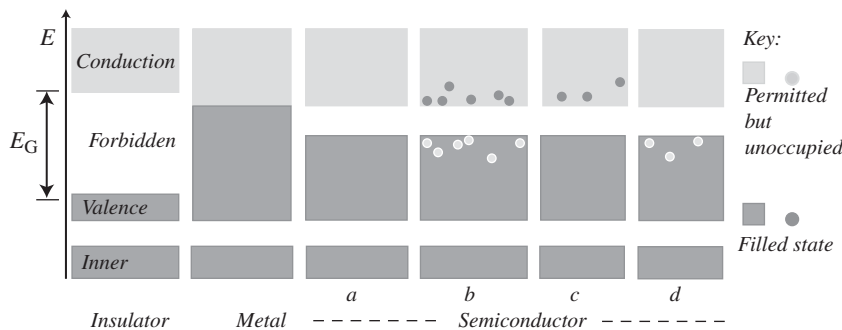 E
Conduction
E_G
Forbidden
Valence
Inner
a b c d
Insulator Metal Semiconductor
Key:
Permitted
but
unoccupied
Filled state